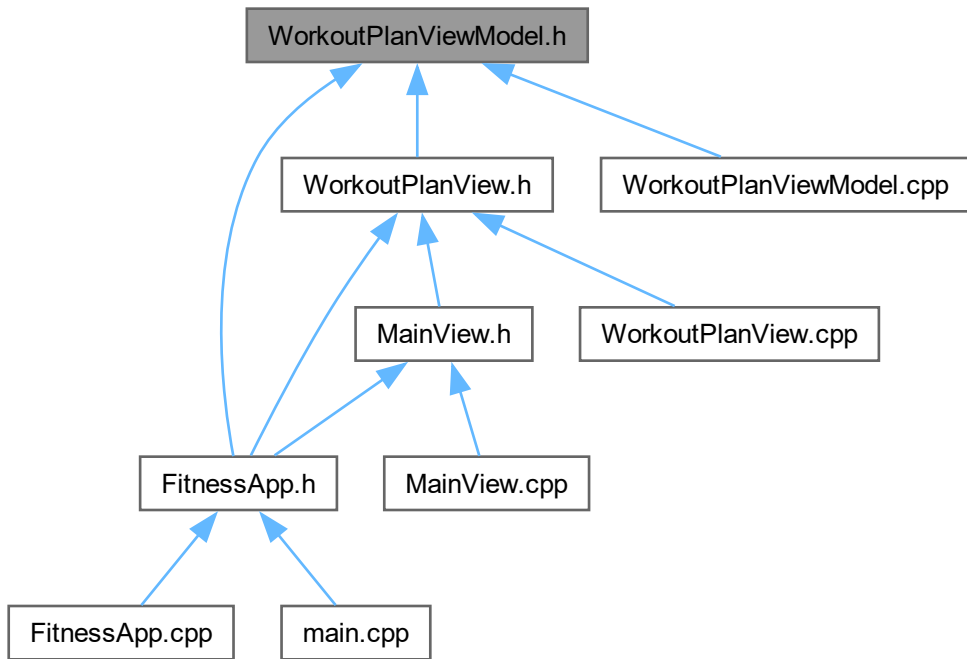 WorkoutPlanViewModel.h
WorkoutPlanView.h
WorkoutPlanViewModel.cpp
MainView.h
WorkoutPlanView.cpp
FitnessApp.h
MainView.cpp
FitnessApp.cpp
main.cpp